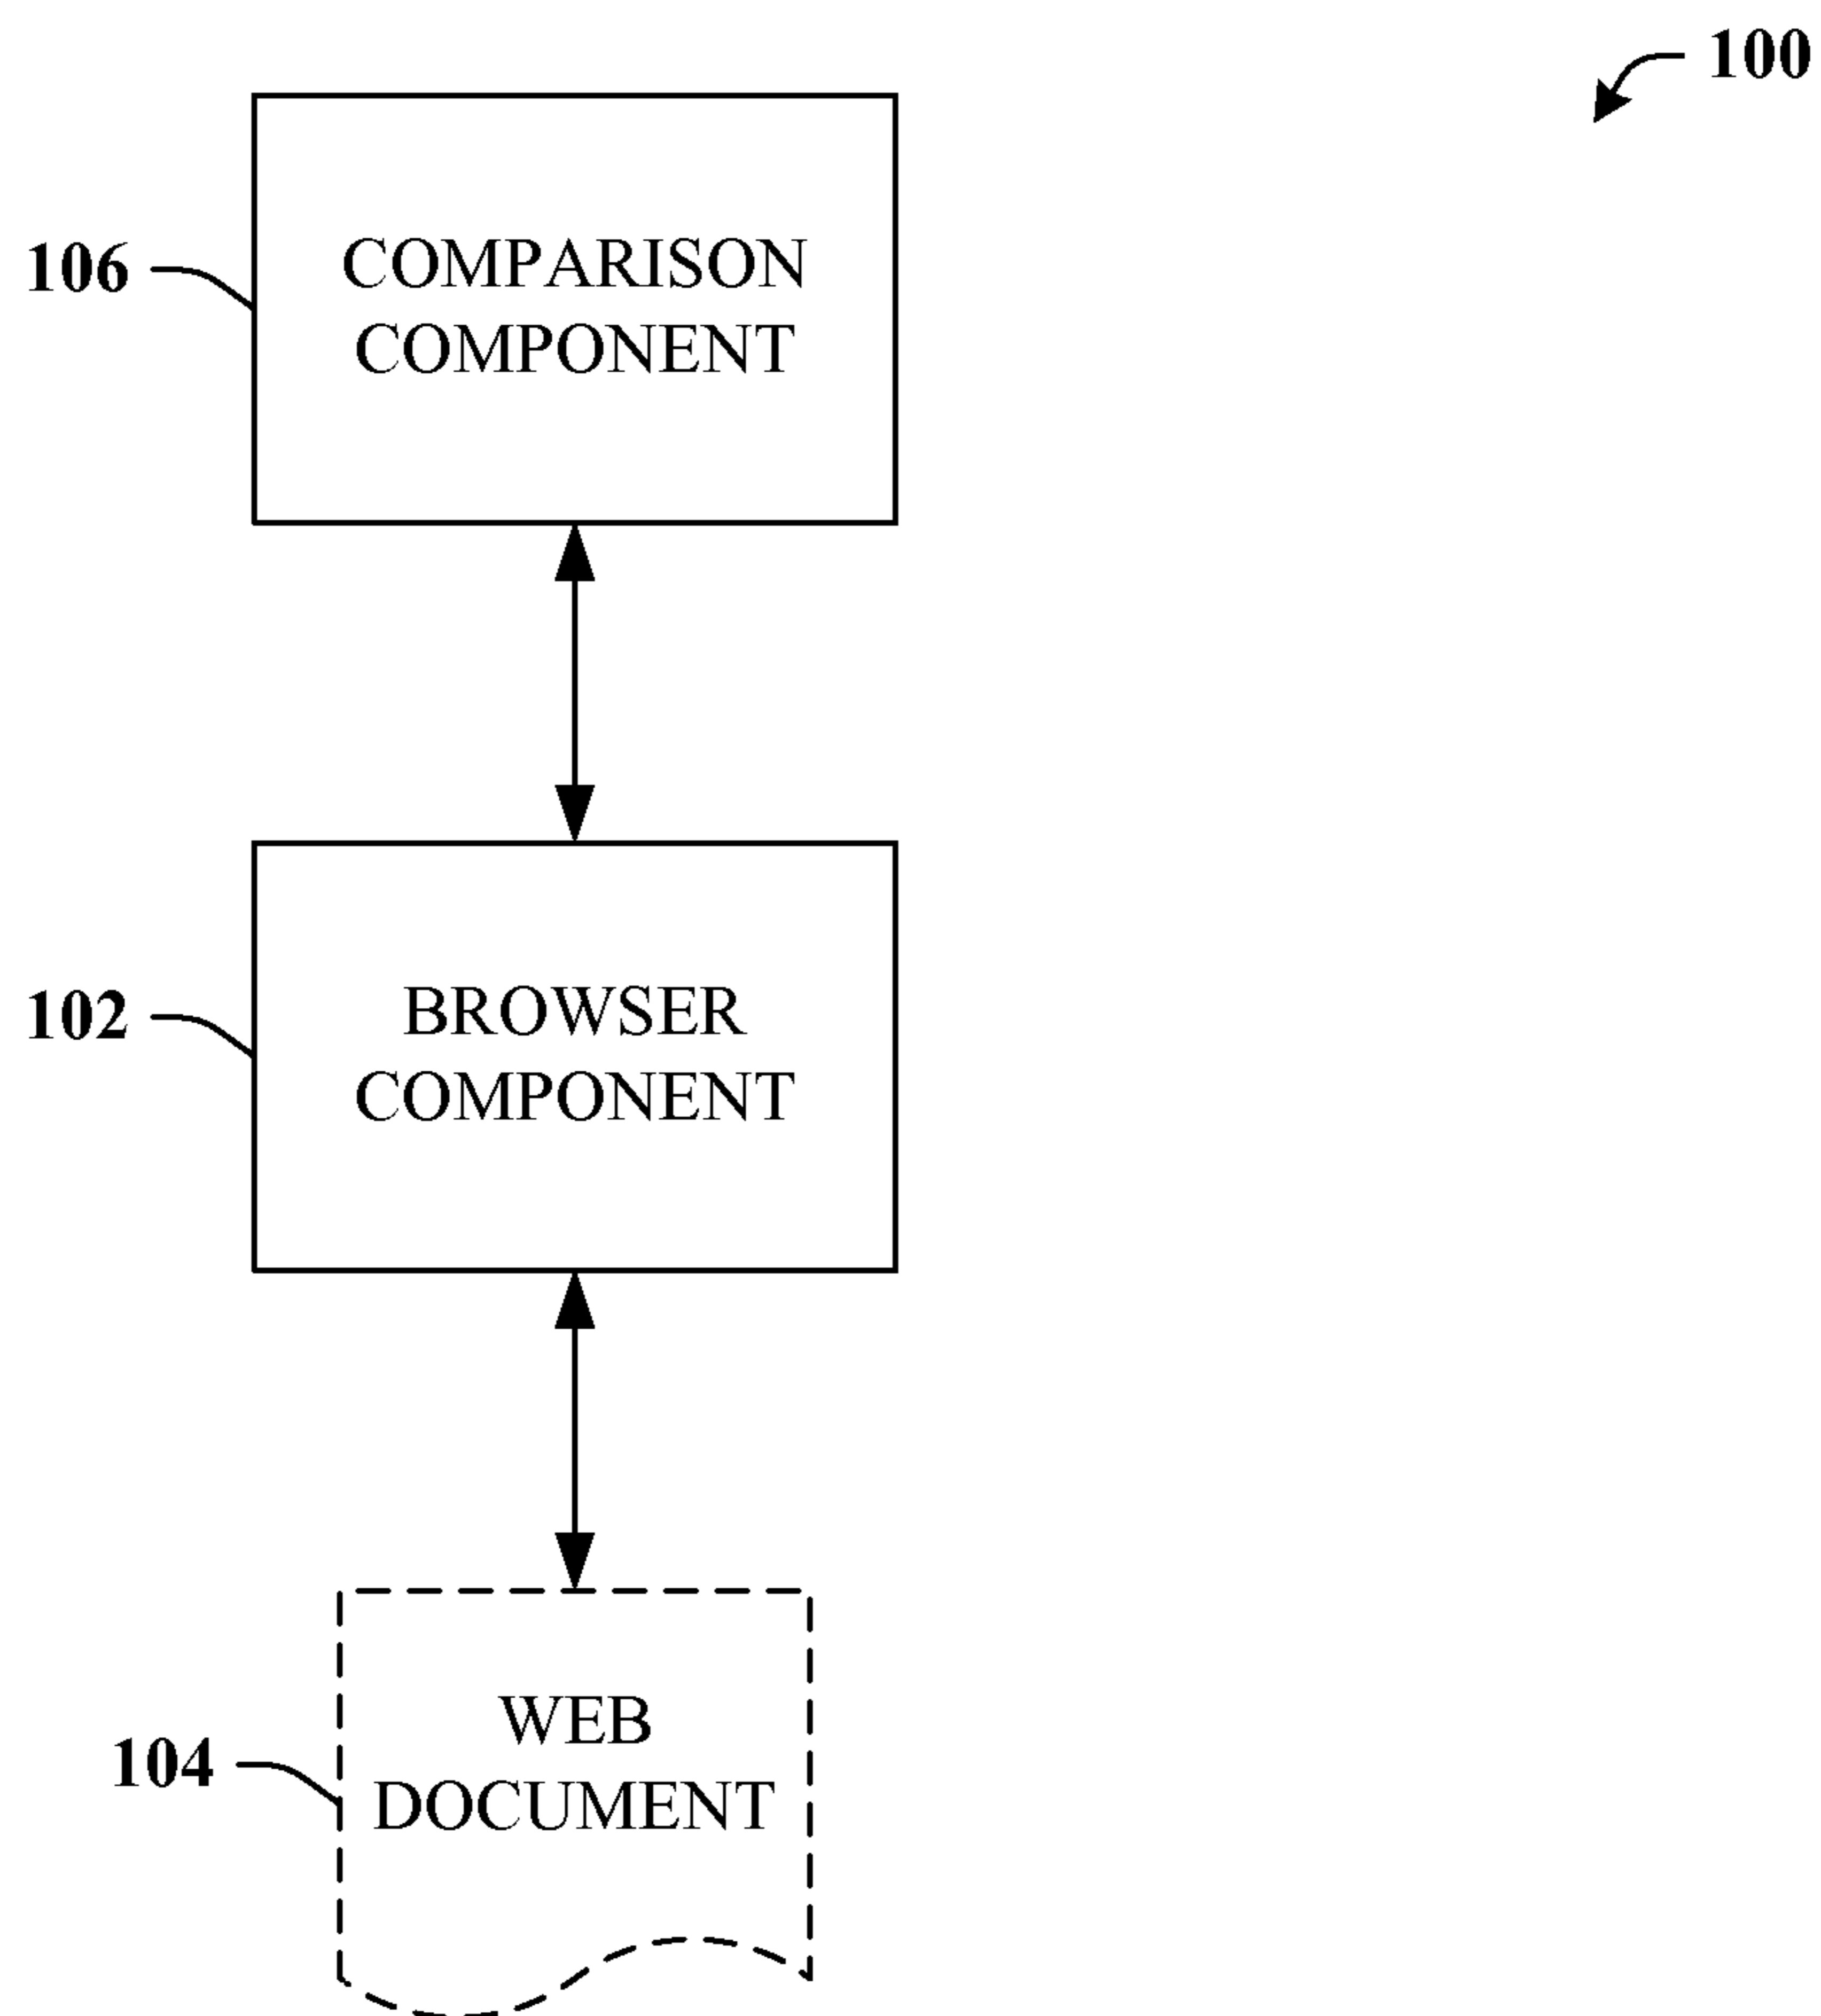 100
106
COMPARISON
COMPONENT
102
BROWSER
COMPONENT
104
WEB
DOCUMENT